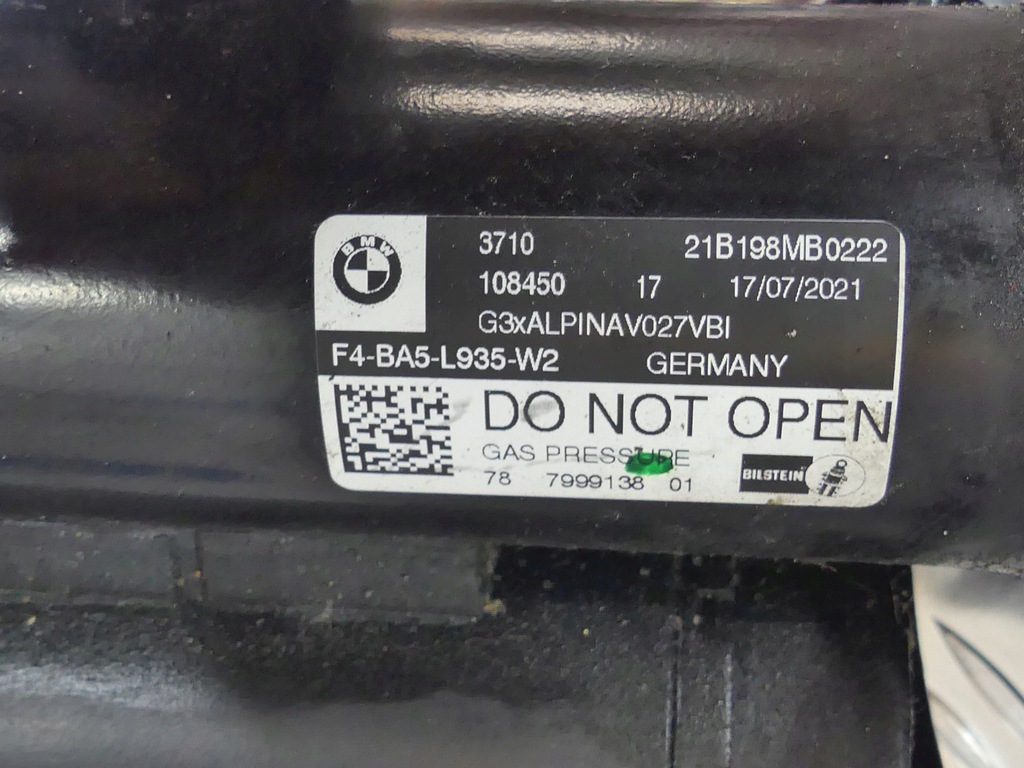 BMW
3710 21B198MB0222
108450 17 17/07/2021
G3xALPINAV027VBI
F4-BA5-L935-W2 GERMANY
DO NOT OPEN
GAS PRESSURE
78 7999138 01
BILSTEIN